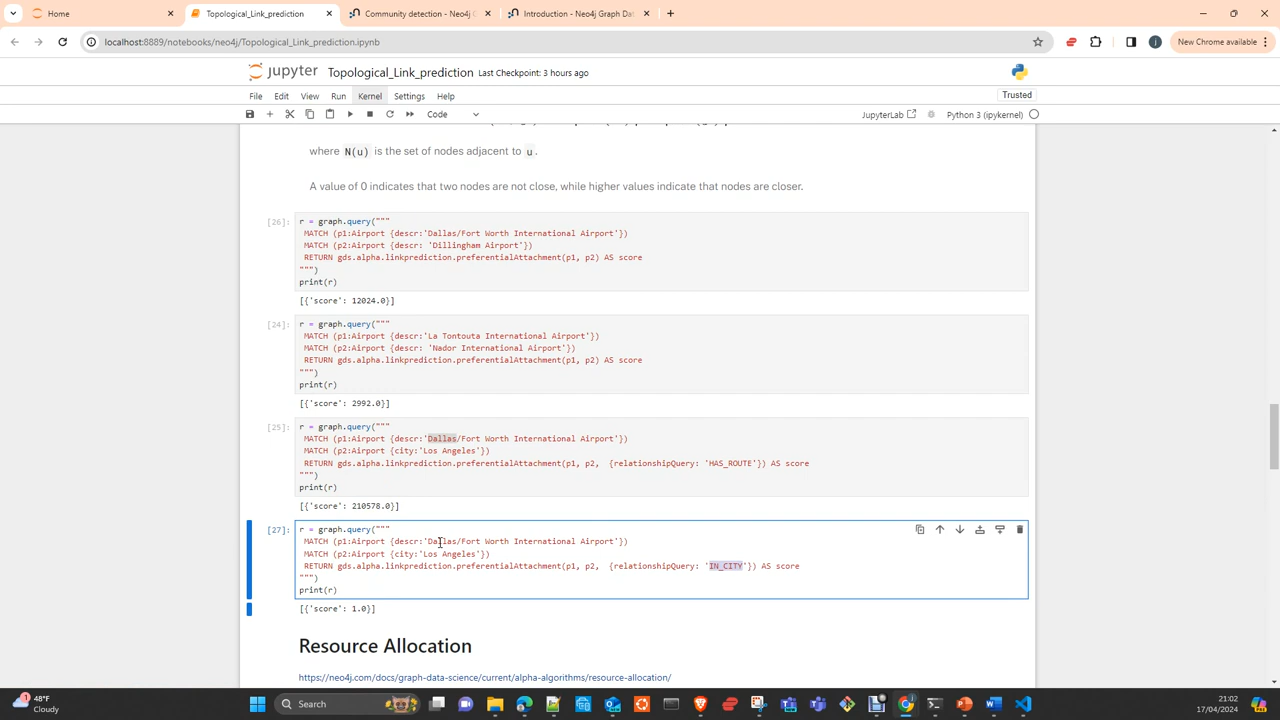 Home
Topological_Link_prediction
Community detection - Neo4j G
Introduction - Neo4j Graph Dat
localhost:8889/notebooks/neo4j/Topological_Link_prediction.ipynb
New Chrome available
jupyter
Topological_Link_prediction Last Checkpoint: 3 hours ago
File Edit View Run Kernel Settings Help
Trusted
Code
JupyterLab
Python 3 (ipykernel)
where N(u) is the set of nodes adjacent to u.
A value of 0 indicates that two nodes are not close, while higher values indicate that nodes are closer.
[26]: r = graph.query("""
MATCH (p1:Airport {descr:'Dallas/Fort Worth International Airport'})
MATCH (p2:Airport {descr: 'Dillingham Airport'})
RETURN gds.alpha.linkprediction.preferentialAttachment(p1, p2) AS score
""")
print(r)
[{'score': 12024.0}]
[24]: r = graph.query("""
MATCH (p1:Airport {descr:'La Tontouta International Airport'})
MATCH (p2:Airport {descr: 'Nador International Airport'})
RETURN gds.alpha.linkprediction.preferentialAttachment(p1, p2) AS score
""")
print(r)
[{'score': 2992.0}]
[25]: r = graph.query("""
MATCH (p1:Airport {descr:'Dallas/Fort Worth International Airport'})
MATCH (p2:Airport {city:'Los Angeles'})
RETURN gds.alpha.linkprediction.preferentialAttachment(p1, p2, {relationshipQuery: 'HAS_ROUTE'}) AS score
""")
print(r)
[{'score': 210578.0}]
[27]: r = graph.query("""
MATCH (p1:Airport {descr:'Dallas/Fort Worth International Airport'})
MATCH (p2:Airport {city:'Los Angeles'})
RETURN gds.alpha.linkprediction.preferentialAttachment(p1, p2, {relationshipQuery: 'IN_CITY'}) AS score
""")
print(r)
[{'score': 1.0}]
Resource Allocation
https://neo4j.com/docs/graph-data-science/current/alpha-algorithms/resource-allocation/
48°F
Cloudy
Search
21:02
17/04/2024